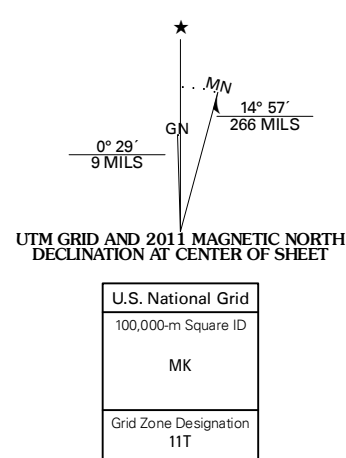 ★
MN
GN
14° 57´
266 MILS
0° 29´
9 MILS
UTM GRID AND 2011 MAGNETIC NORTH
DECLINATION AT CENTER OF SHEET
U.S. National Grid
100,000-m Square ID
MK
Grid Zone Designation
11T